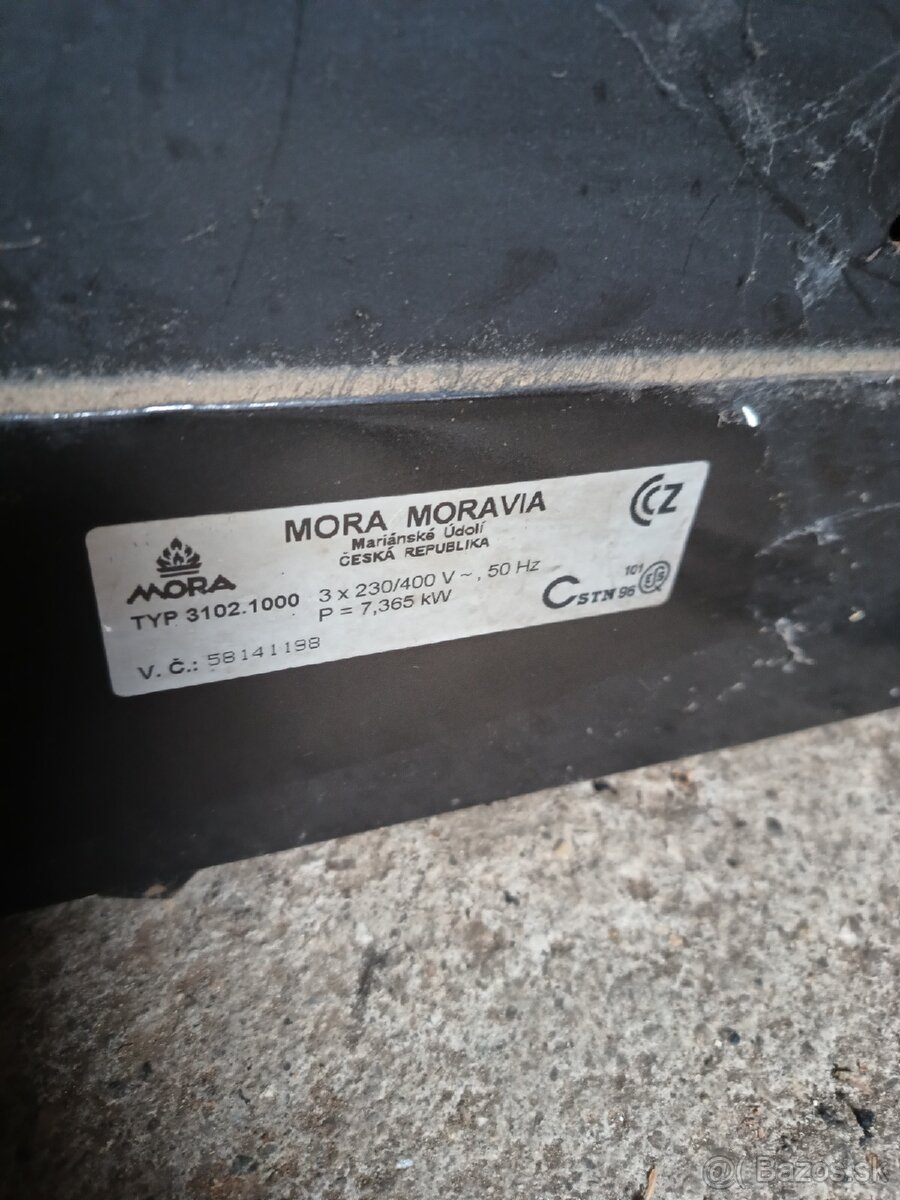 MORA MORAVIA
Mariánské Údolí
ČESKÁ REPUBLIKA
CZ
MORA
TYP 3102.1000
3 x 230/400 V ~, 50 Hz
P = 7,365 kW
C STN 96
101
V. Č.: 58141198
Bazos.sk